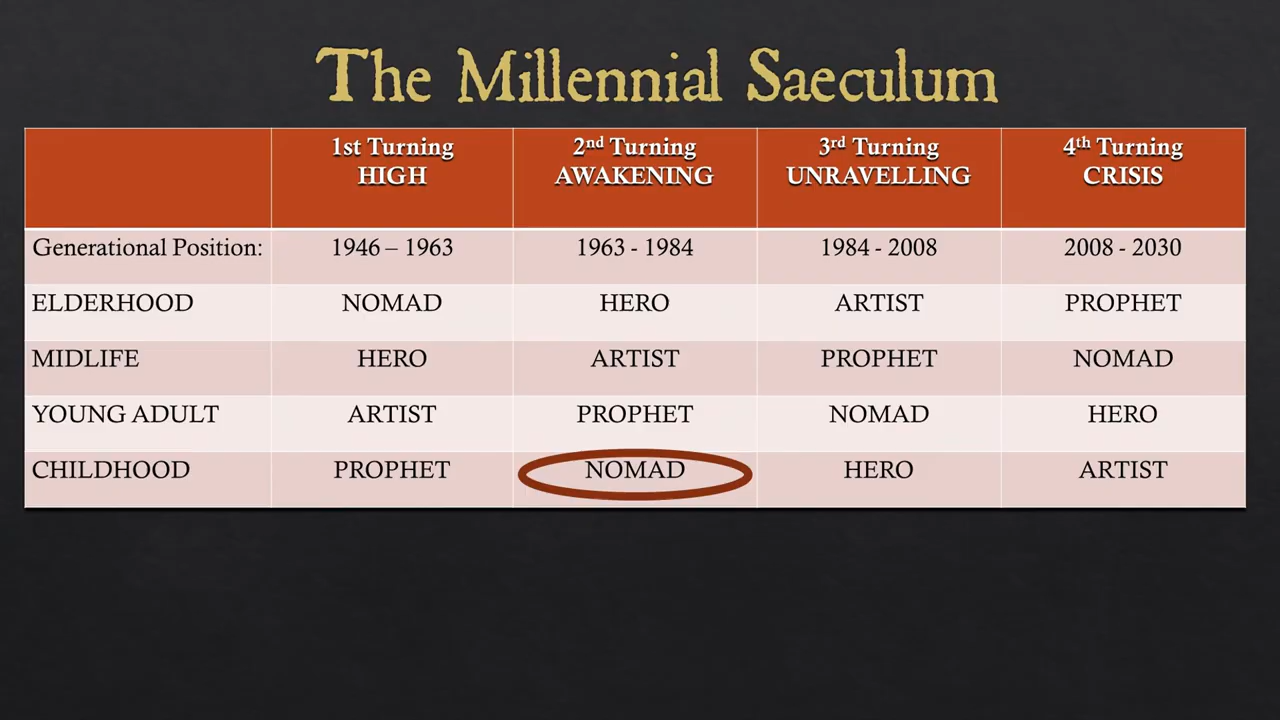 The Millennial Saeculum
1st Turning 2nd Turning 3rd Turning 4th Turning
HIGH AWAKENING UNRAVELLING CRISIS
Generational Position: 1946 – 1963 1963 - 1984 1984 - 2008 2008 - 2030
ELDERHOOD NOMAD HERO ARTIST PROPHET
MIDLIFE HERO ARTIST PROPHET NOMAD
YOUNG ADULT ARTIST PROPHET NOMAD HERO
CHILDHOOD PROPHET NOMAD HERO ARTIST